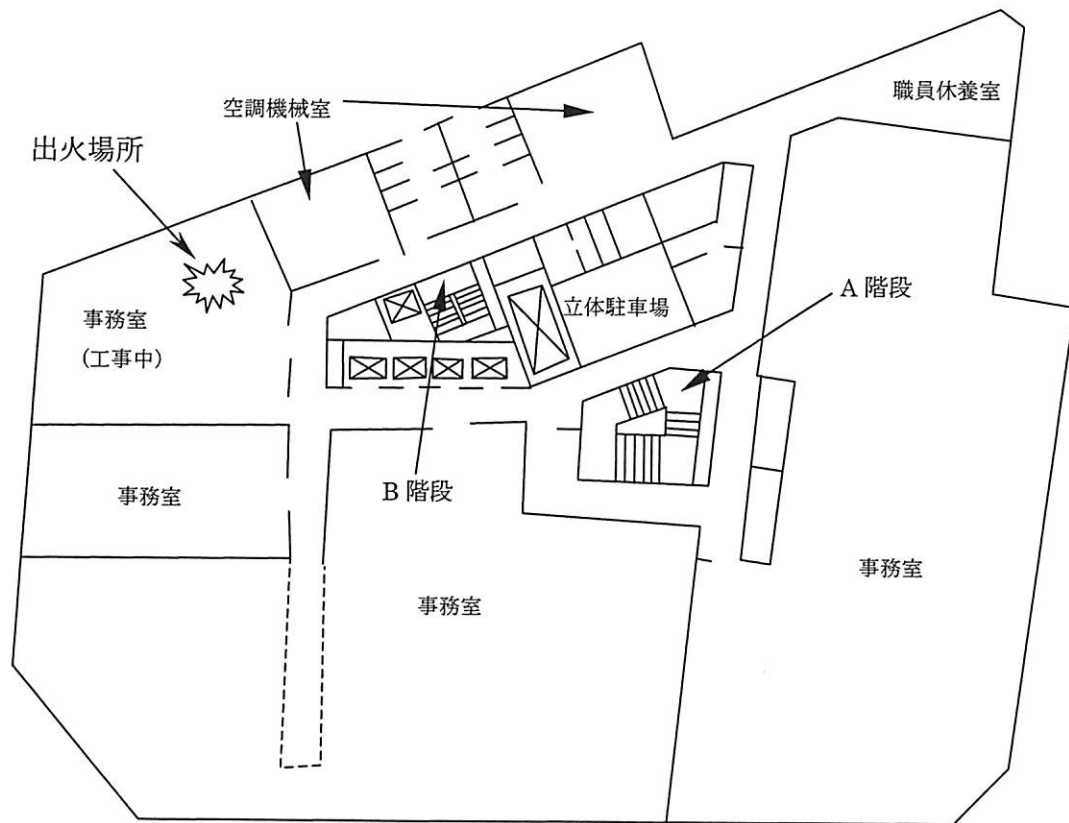 職員休養室
空調機械室
出火場所
A 階段
立体駐車場
事務室
(工事中)
事務室
B 階段
事務室
事務室